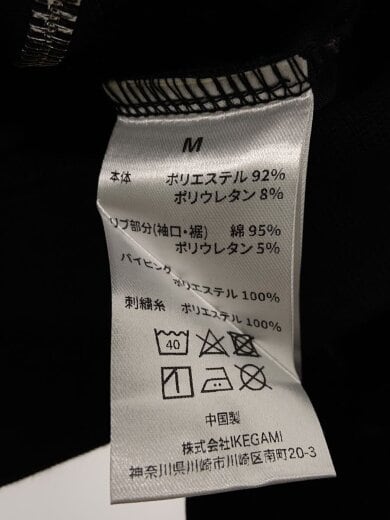 M
本体 ポリエステル 92%
ポリウレタン 8%
リブ部分(袖口・裾) 綿 95%
ポリウレタン 5%
パイピング
ポリエステル 100%
刺繍糸 ポリエステル 100%
40
中国製
株式会社IKEGAMI
神奈川県川崎市川崎区南町20-3